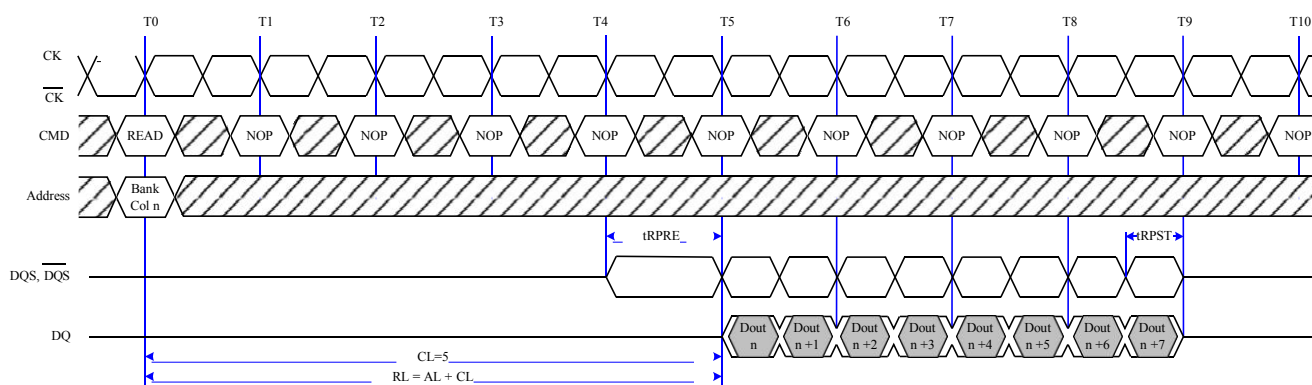 T0 T1 T2 T3 T4 T5 T6 T7 T8 T9 T10
CK
CK
CMD READ NOP NOP NOP NOP NOP NOP NOP NOP NOP NOP
Address Bank
Col n
tRPRE tRPST
DQS, DQS
DQ Dout Dout Dout Dout Dout Dout Dout Dout
n n +1 n +2 n +3 n +4 n +5 n +6 n +7
CL=5
RL = AL + CL